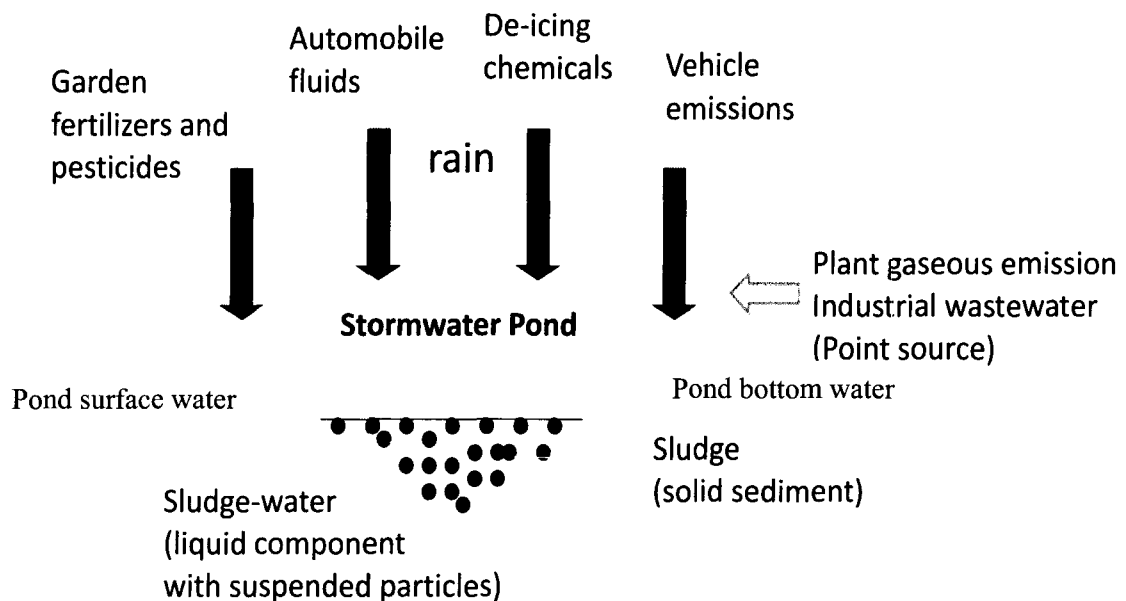 Garden
fertilizers and
pesticides
Automobile
fluids
De-icing
chemicals
rain
Vehicle
emissions
Plant gaseous emission
Industrial wastewater
(Point source)
Stormwater Pond
Pond surface water
Pond bottom water
Sludge-water
(liquid component
with suspended particles)
Sludge
(solid sediment)